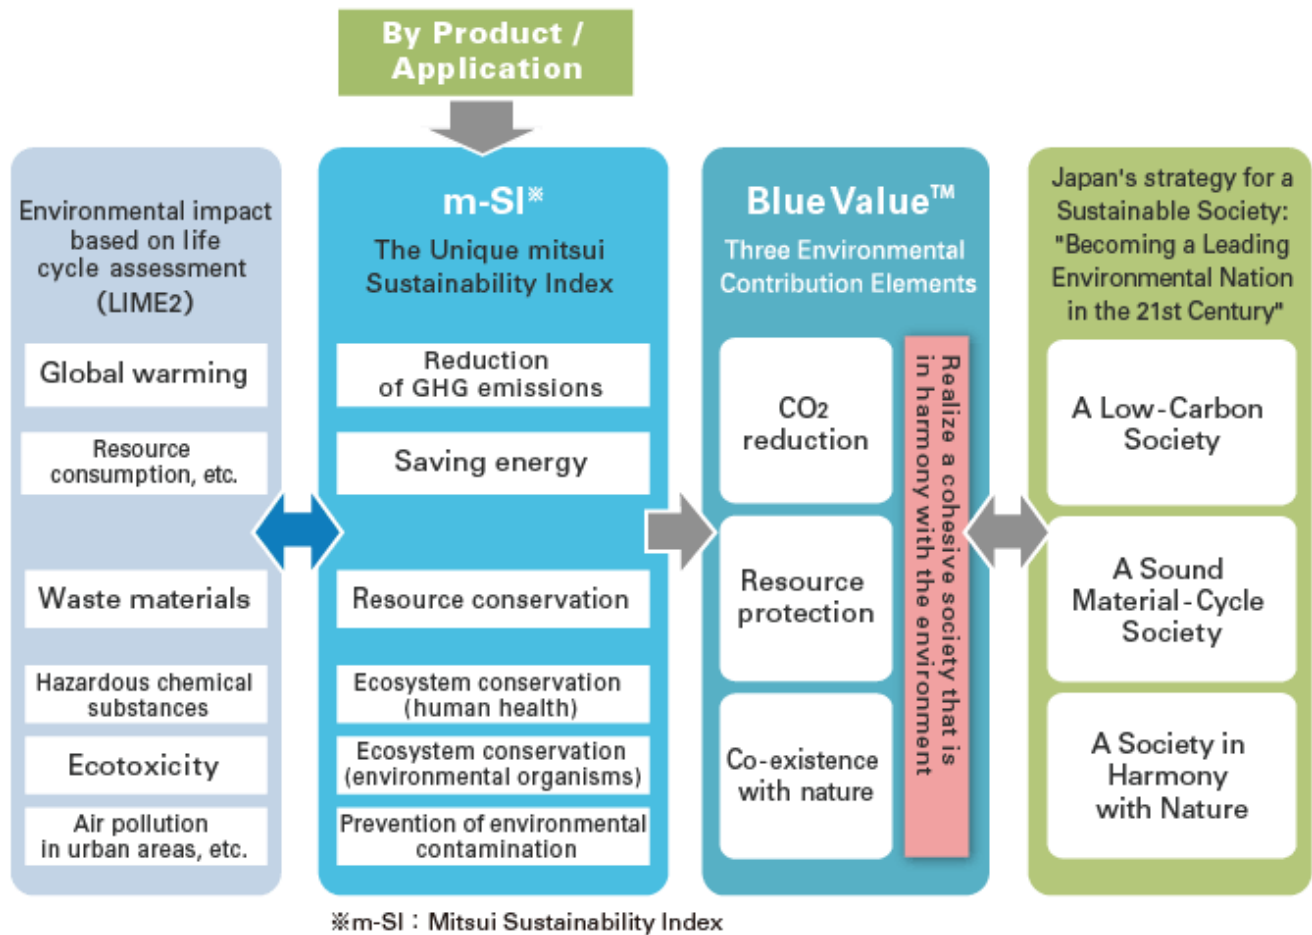 By Product /
Application
Environmental impact
based on life
cycle assessment
(LIME2)
Global warming
Resource
consumption, etc.
Waste materials
Hazardous chemical
substances
Ecotoxicity
Air pollution
in urban areas, etc.
m-SI※
The Unique mitsui
Sustainability Index
Reduction
of GHG emissions
Saving energy
Resource conservation
Ecosystem conservation
(human health)
Ecosystem conservation
(environmental organisms)
Prevention of environmental
contamination
Blue Value™
Three Environmental
Contribution Elements
CO2
reduction
Resource
protection
Co-existence
with nature
Realize a cohesive society that is
in harmony with the environment
Japan's strategy for a
Sustainable Society:
"Becoming a Leading
Environmental Nation
in the 21st Century"
A Low-Carbon
Society
A Sound
Material-Cycle
Society
A Society in
Harmony
with Nature
※m-SI : Mitsui Sustainability Index